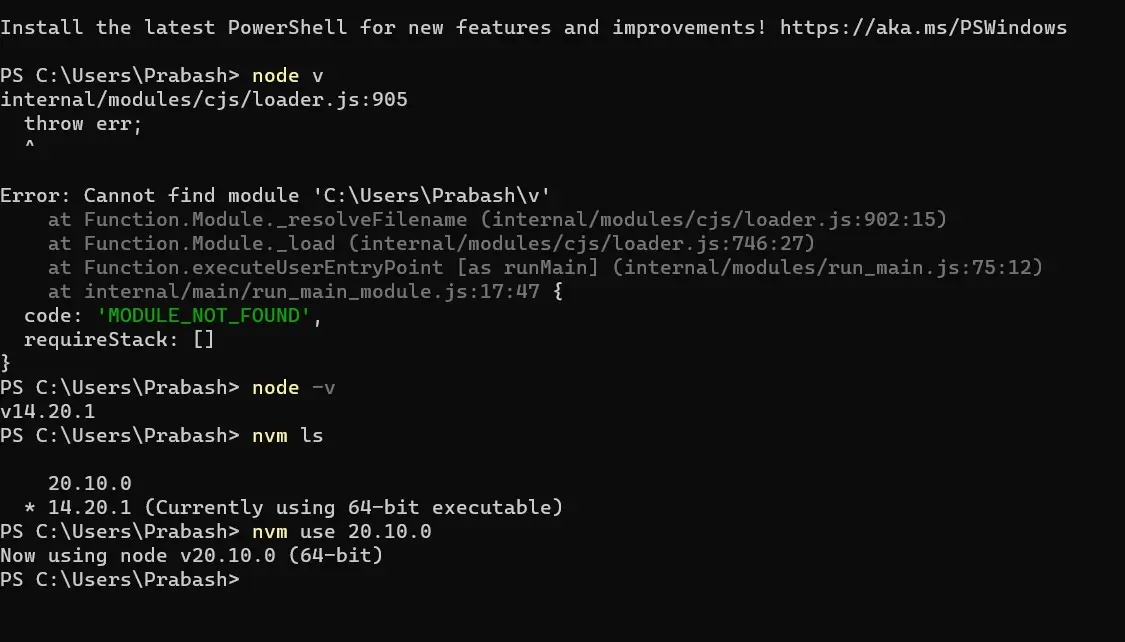 Install the latest PowerShell for new features and improvements! https://aka.ms/PSWindows
PS C:\Users\Prabash> node v
internal/modules/cjs/loader.js:905
  throw err;
  ^
Error: Cannot find module 'C:\Users\Prabash\v'
    at Function.Module._resolveFilename (internal/modules/cjs/loader.js:902:15)
    at Function.Module._load (internal/modules/cjs/loader.js:746:27)
    at Function.executeUserEntryPoint [as runMain] (internal/modules/run_main.js:75:12)
    at internal/main/run_main_module.js:17:47 {
  code: 'MODULE_NOT_FOUND',
  requireStack: []
}
PS C:\Users\Prabash> node -v
v14.20.1
PS C:\Users\Prabash> nvm ls
    20.10.0
  * 14.20.1 (Currently using 64-bit executable)
PS C:\Users\Prabash> nvm use 20.10.0
Now using node v20.10.0 (64-bit)
PS C:\Users\Prabash>